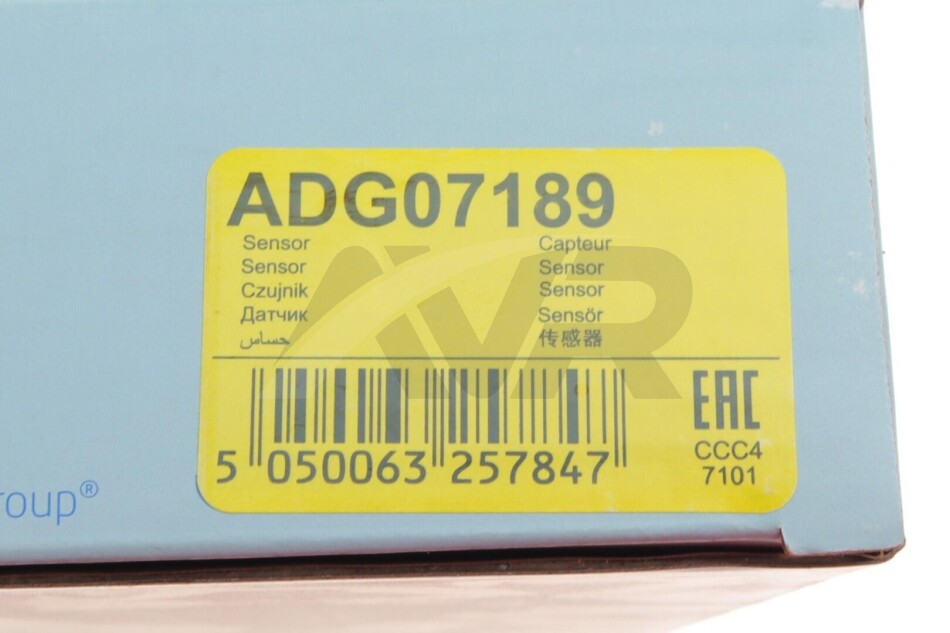 ADG07189
Sensor Capteur
Sensor Sensor
Czujnik Sensor
Датчик Sensör
حساس 传感器
AVR
EAC
5 050063 257847
CCC4
7101
roup®